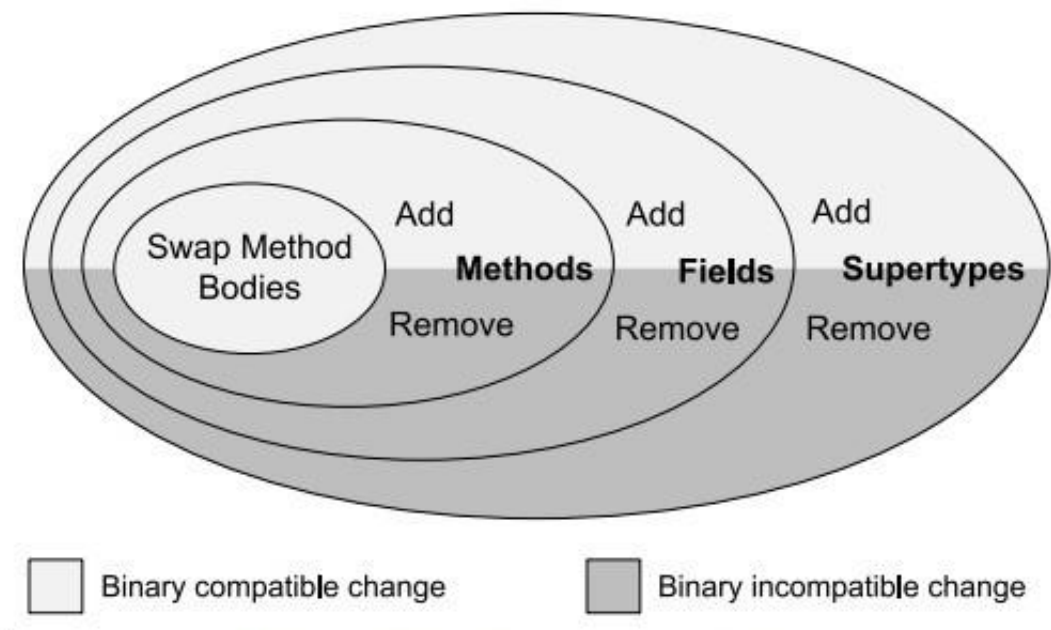 Swap Method
Bodies
Add
Methods
Remove
Add
Fields
Remove
Add
Supertypes
Remove
Binary compatible change
Binary incompatible change